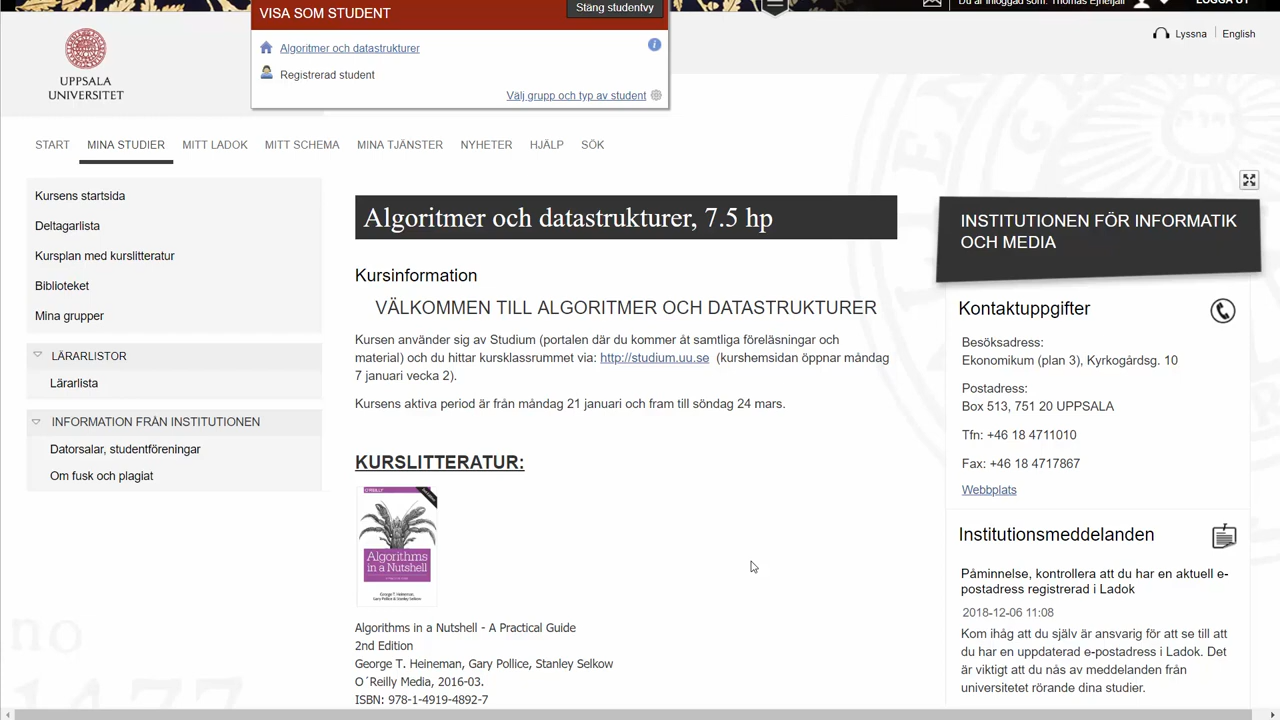 VISA SOM STUDENT
Stäng studentvy
LOGGA UT
Algoritmer och datastrukturer
Registrerad student
Välj grupp och typ av student
Lyssna
English
UPPSALA
UNIVERSITET
START
MINA STUDIER
MITT LADOK
MITT SCHEMA
MINA TJÄNSTER
NYHETER
HJÄLP
SÖK
Kursens startsida
Deltagarlista
Kursplan med kurslitteratur
Biblioteket
Mina grupper
LÄRARLISTOR
Lärarlista
INFORMATION FRÅN INSTITUTIONEN
Datorsalar, studentföreningar
Om fusk och plagiat
Algoritmer och datastrukturer, 7.5 hp
Kursinformation
VÄLKOMMEN TILL ALGORITMER OCH DATASTRUKTURER
Kursen använder sig av Studium (portalen där du kommer åt samtliga föreläsningar och
material) och du hittar kursklassrummet via: http://studium.uu.se (kurshemsidan öppnar måndag
7 januari vecka 2).
Kursens aktiva period är från måndag 21 januari och fram till söndag 24 mars.
KURSLITTERATUR:
O'REILLY
Algorithms
in a Nutshell
George T. Heineman,
Gary Pollice & Stanley Selkow
Algorithms in a Nutshell - A Practical Guide
2nd Edition
George T. Heineman, Gary Pollice, Stanley Selkow
O´Reilly Media, 2016-03.
ISBN: 978-1-4919-4892-7
INSTITUTIONEN FÖR INFORMATIK
OCH MEDIA
Kontaktuppgifter
Besöksadress:
Ekonomikum (plan 3), Kyrkogårdsg. 10
Postadress:
Box 513, 751 20 UPPSALA
Tfn: +46 18 4711010
Fax: +46 18 4717867
Webbplats
Institutionsmeddelanden
Påminnelse, kontrollera att du har en aktuell e-
postadress registrerad i Ladok
2018-12-06 11:08
Kom ihåg att du själv är ansvarig för att se till att
du har en uppdaterad e-postadress i Ladok. Det
är viktigt att du nås av meddelanden från
universitetet rörande dina studier.
no
1477